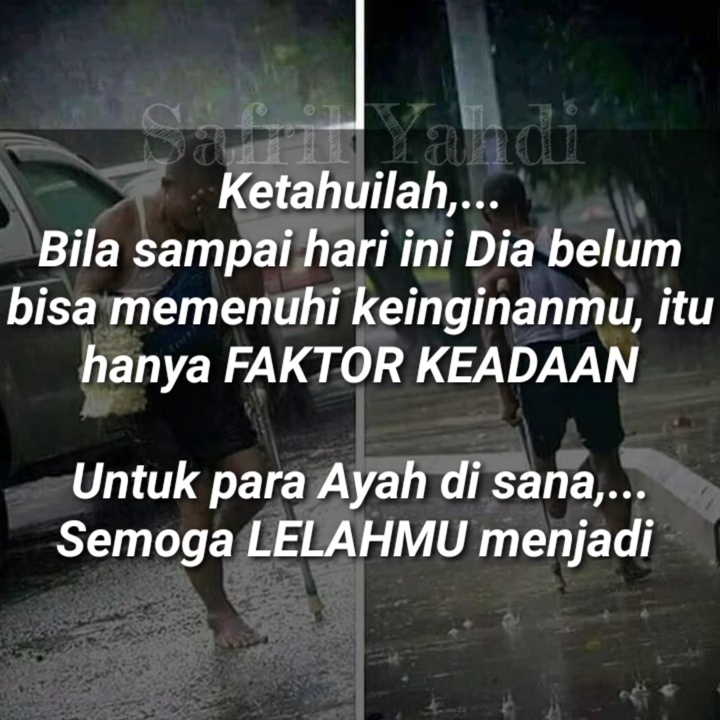 Safril Yahdi
Ketahuilah,...
Bila sampai hari ini Dia belum
bisa memenuhi keinginanmu, itu
hanya FAKTOR KEADAAN
Untuk para Ayah di sana,...
Semoga LELAHMU menjadi